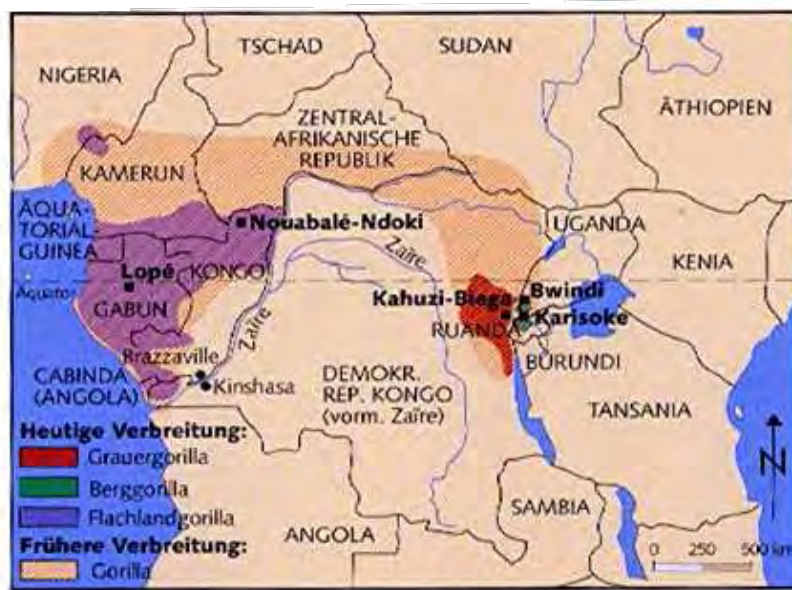 TSCHAD
SUDAN
NIGERIA
ÄTHIOPIEN
ZENTRAL-
AFRIKANISCHE
REPUBLIK
KAMERUN
ÄQUA-
TORIAL-
GUINEA
Nouabalé-Ndoki
UGANDA
Zaïre
KENIA
Lopé
KONGO
Äquator
Kahuzi-Biega
Bwindi
GABUN
RUANDA
Karisoke
Zaïre
Brazzaville
BURUNDI
CABINDA
(ANGOLA)
Kinshasa
DEMOKR.
REP. KONGO
(vorm. Zaïre)
TANSANIA
Heutige Verbreitung:
Grauergorilla
Berggorilla
Flachlandgorilla
N
SAMBIA
ANGOLA
Frühere Verbreitung:
Gorilla
0 250 500 km